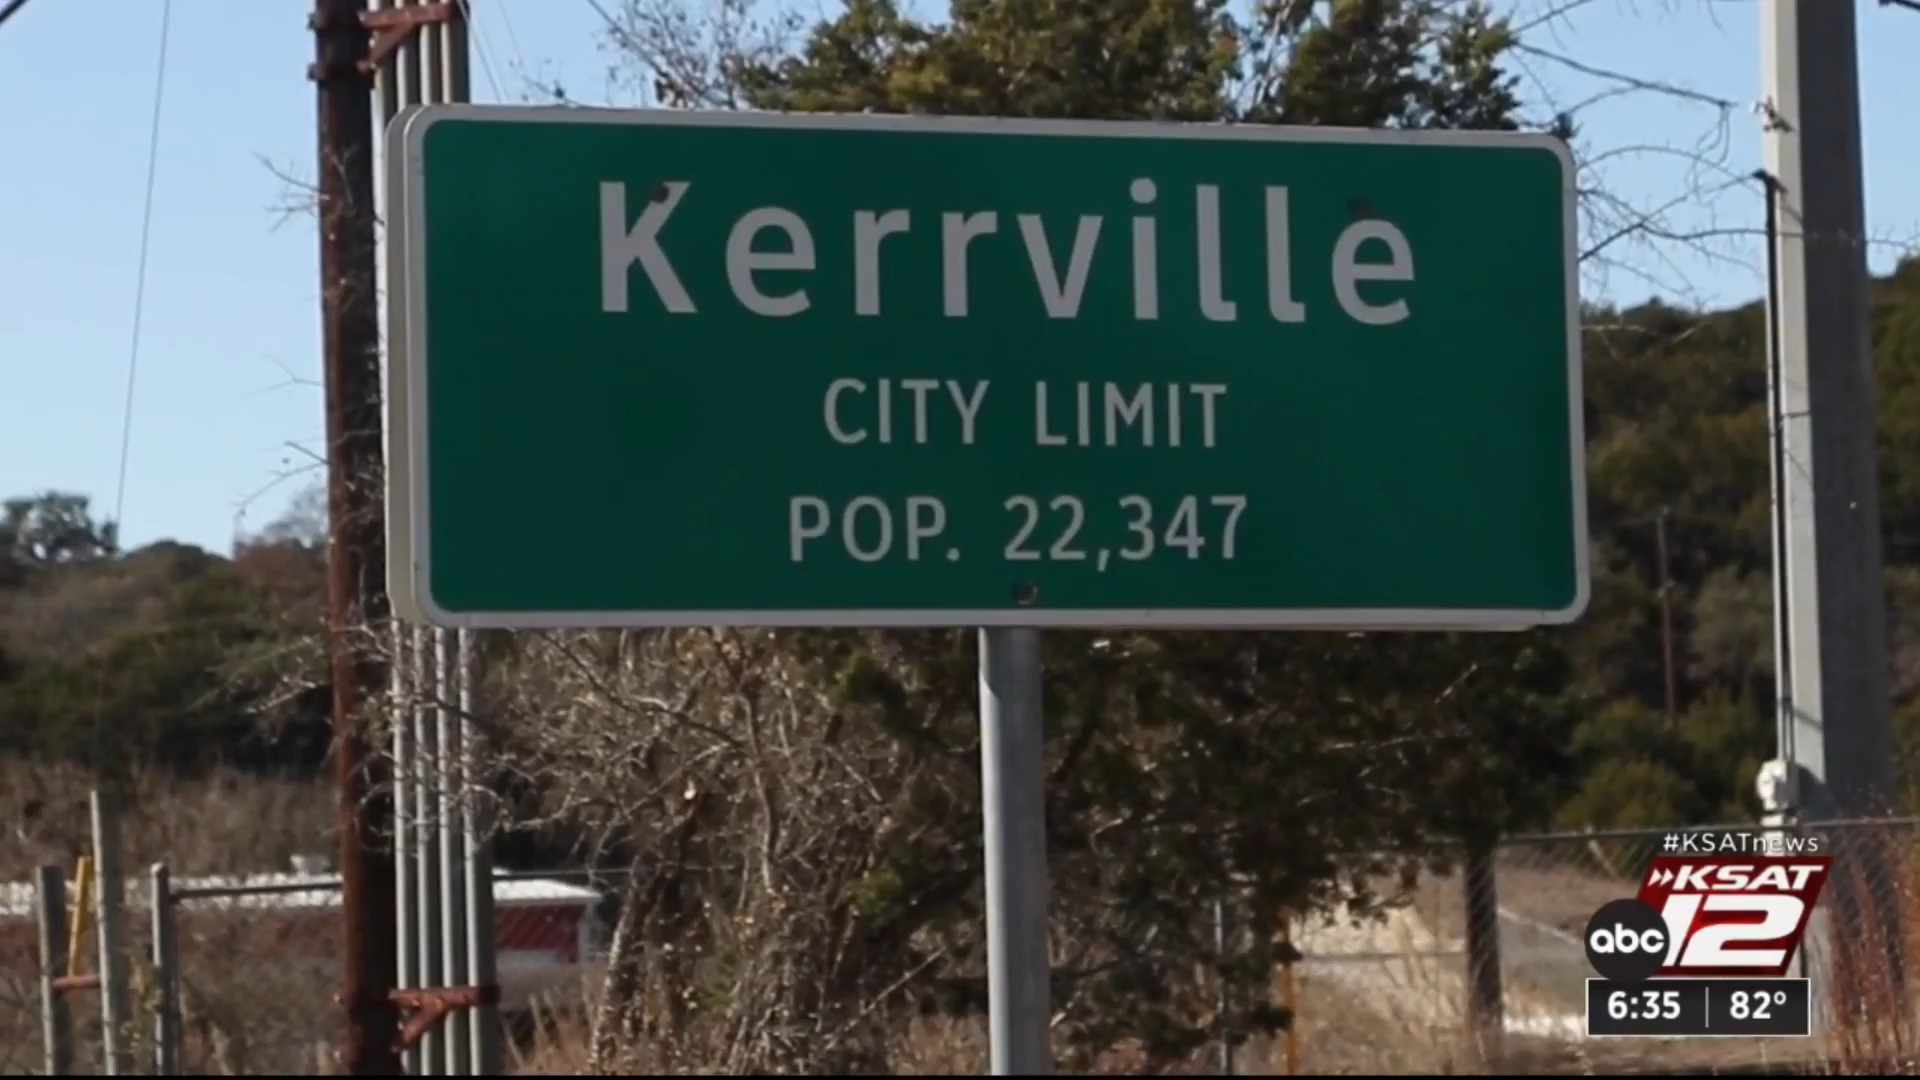 Kerrville
CITY LIMIT
POP. 22,347
#KSATnews
KSAT
abc 12
6:35 82°